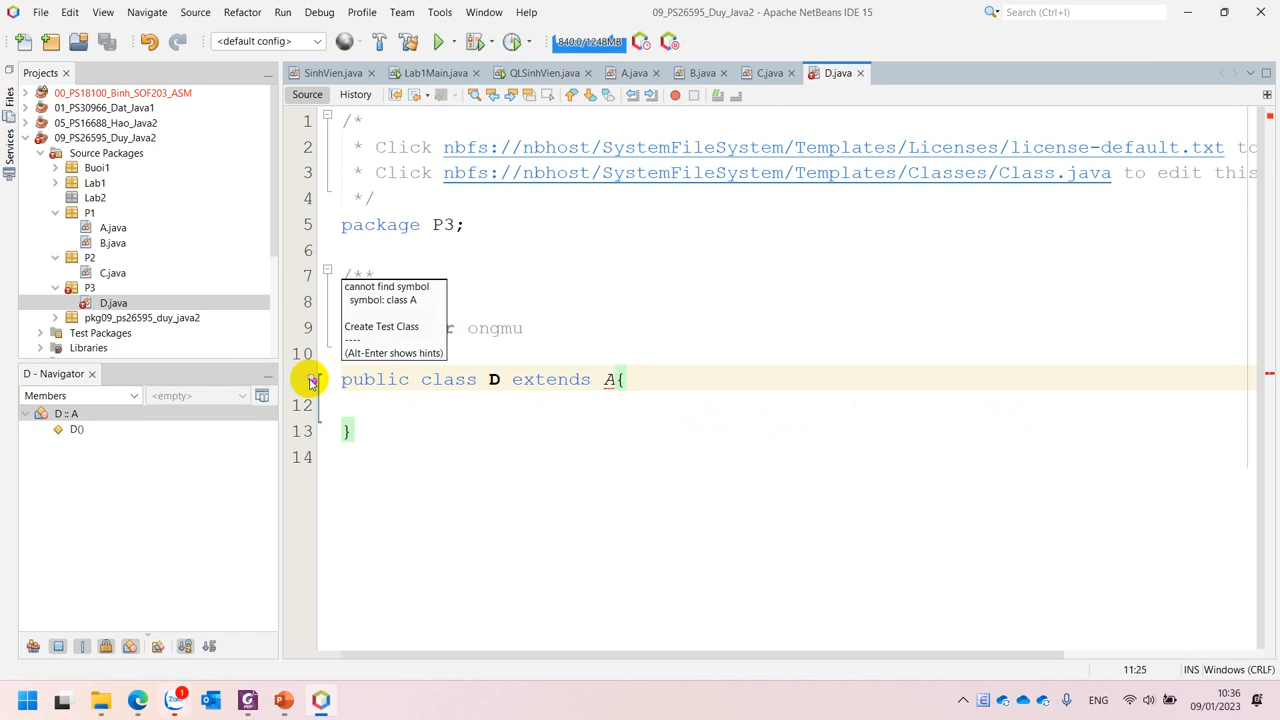 File Edit View Navigate Source Refactor Run Debug Profile Team Tools Window Help
09_PS26595_Duy_Java2 - Apache NetBeans IDE 15
Search (Ctrl+I)
<default config>
840.0/1248MB
Projects
SinhVien.java
Lab1Main.java
QLSinhVien.java
A.java
B.java
C.java
D.java
Files
Services
00_PS18100_Binh_SOF203_ASM
01_PS30966_Dat_Java1
05_PS16688_Hao_Java2
09_PS26595_Duy_Java2
Source Packages
Buoi1
Lab1
Lab2
P1
A.java
B.java
P2
C.java
P3
D.java
pkg09_ps26595_duy_java2
Test Packages
Libraries
D - Navigator
Members
<empty>
D :: A
D()
Source
History
1 /*
2 * Click nbfs://nbhost/SystemFileSystem/Templates/Licenses/license-default.txt to
3 * Click nbfs://nbhost/SystemFileSystem/Templates/Classes/Class.java to edit this
4 */
5 package P3;
6
7 /**
8
9 r ongmu
10
cannot find symbol
symbol: class A
Create Test Class
----
(Alt-Enter shows hints)
public class D extends A{
12
13 }
14
11:25
INS
Windows (CRLF)
Zalo
1
PDF
ENG
10:36
09/01/2023